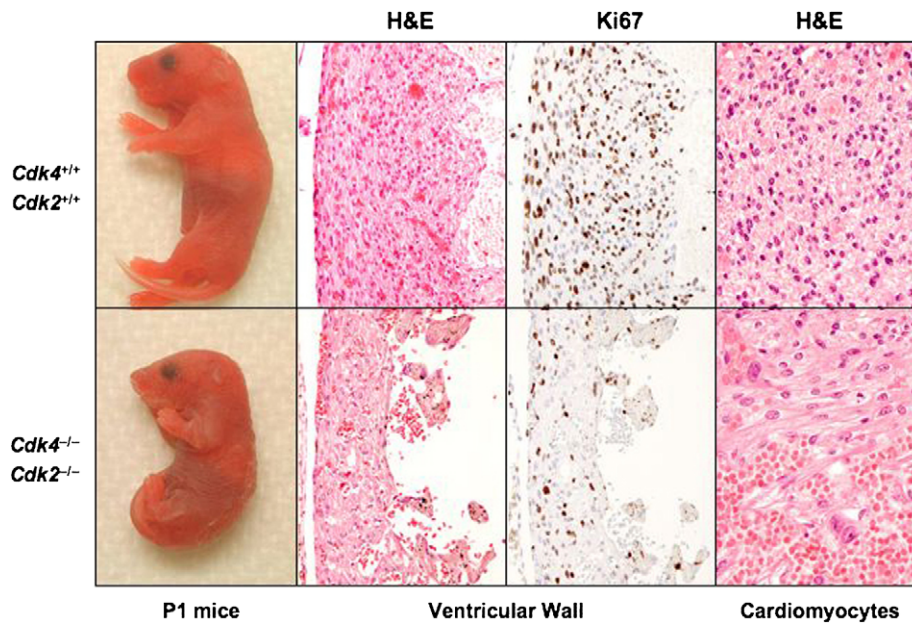 H&E Ki67 H&E
Cdk4+/+
Cdk2+/+
Cdk4–/–
Cdk2–/–
P1 mice Ventricular Wall Cardiomyocytes